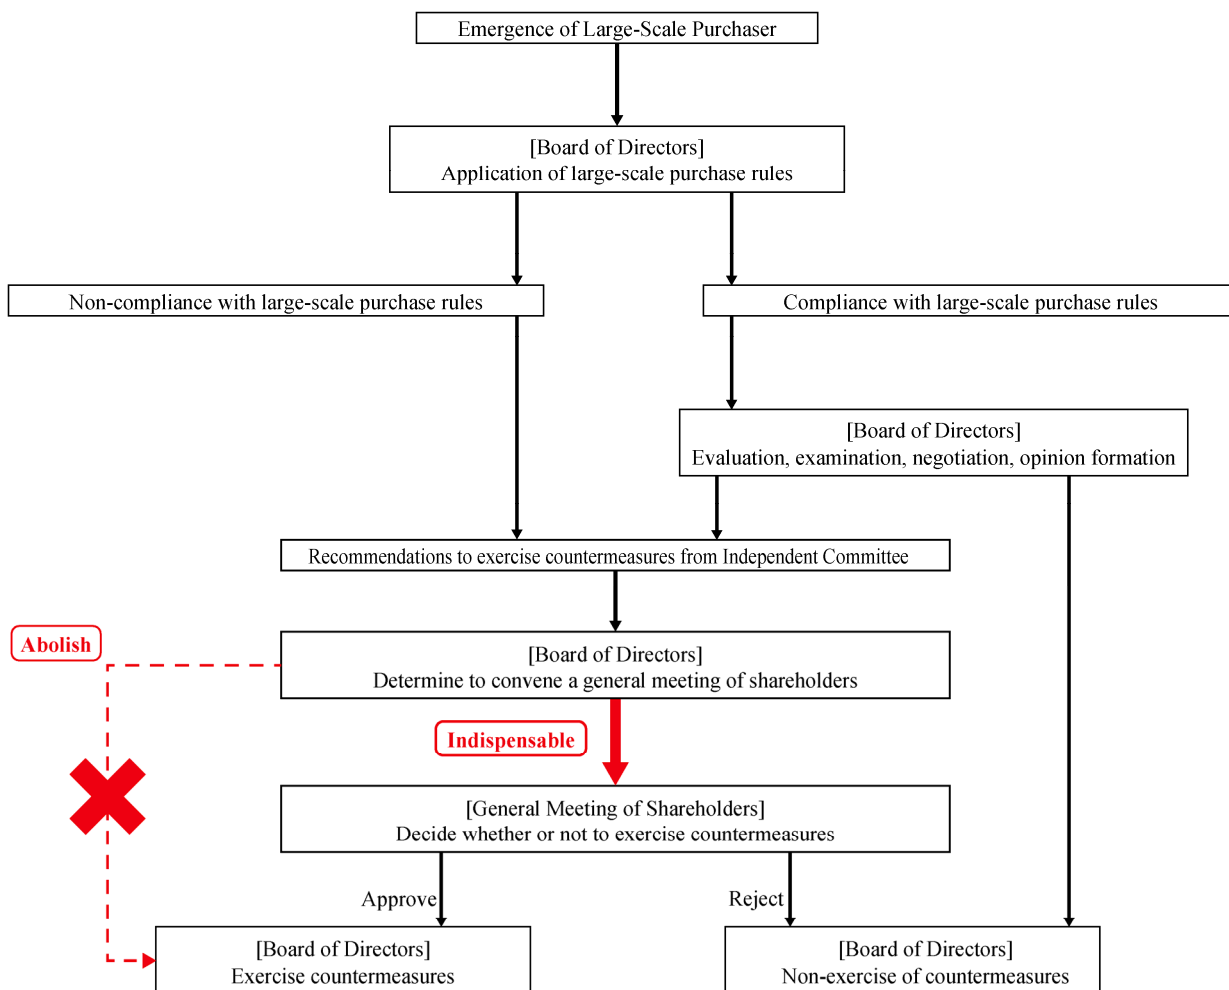 Emergence of Large-Scale Purchaser
[Board of Directors]
Application of large-scale purchase rules
Non-compliance with large-scale purchase rules
Compliance with large-scale purchase rules
[Board of Directors]
Evaluation, examination, negotiation, opinion formation
Recommendations to exercise countermeasures from Independent Committee
Abolish
[Board of Directors]
Determine to convene a general meeting of shareholders
Indispensable
[General Meeting of Shareholders]
Decide whether or not to exercise countermeasures
Approve
Reject
[Board of Directors]
Exercise countermeasures
[Board of Directors]
Non-exercise of countermeasures